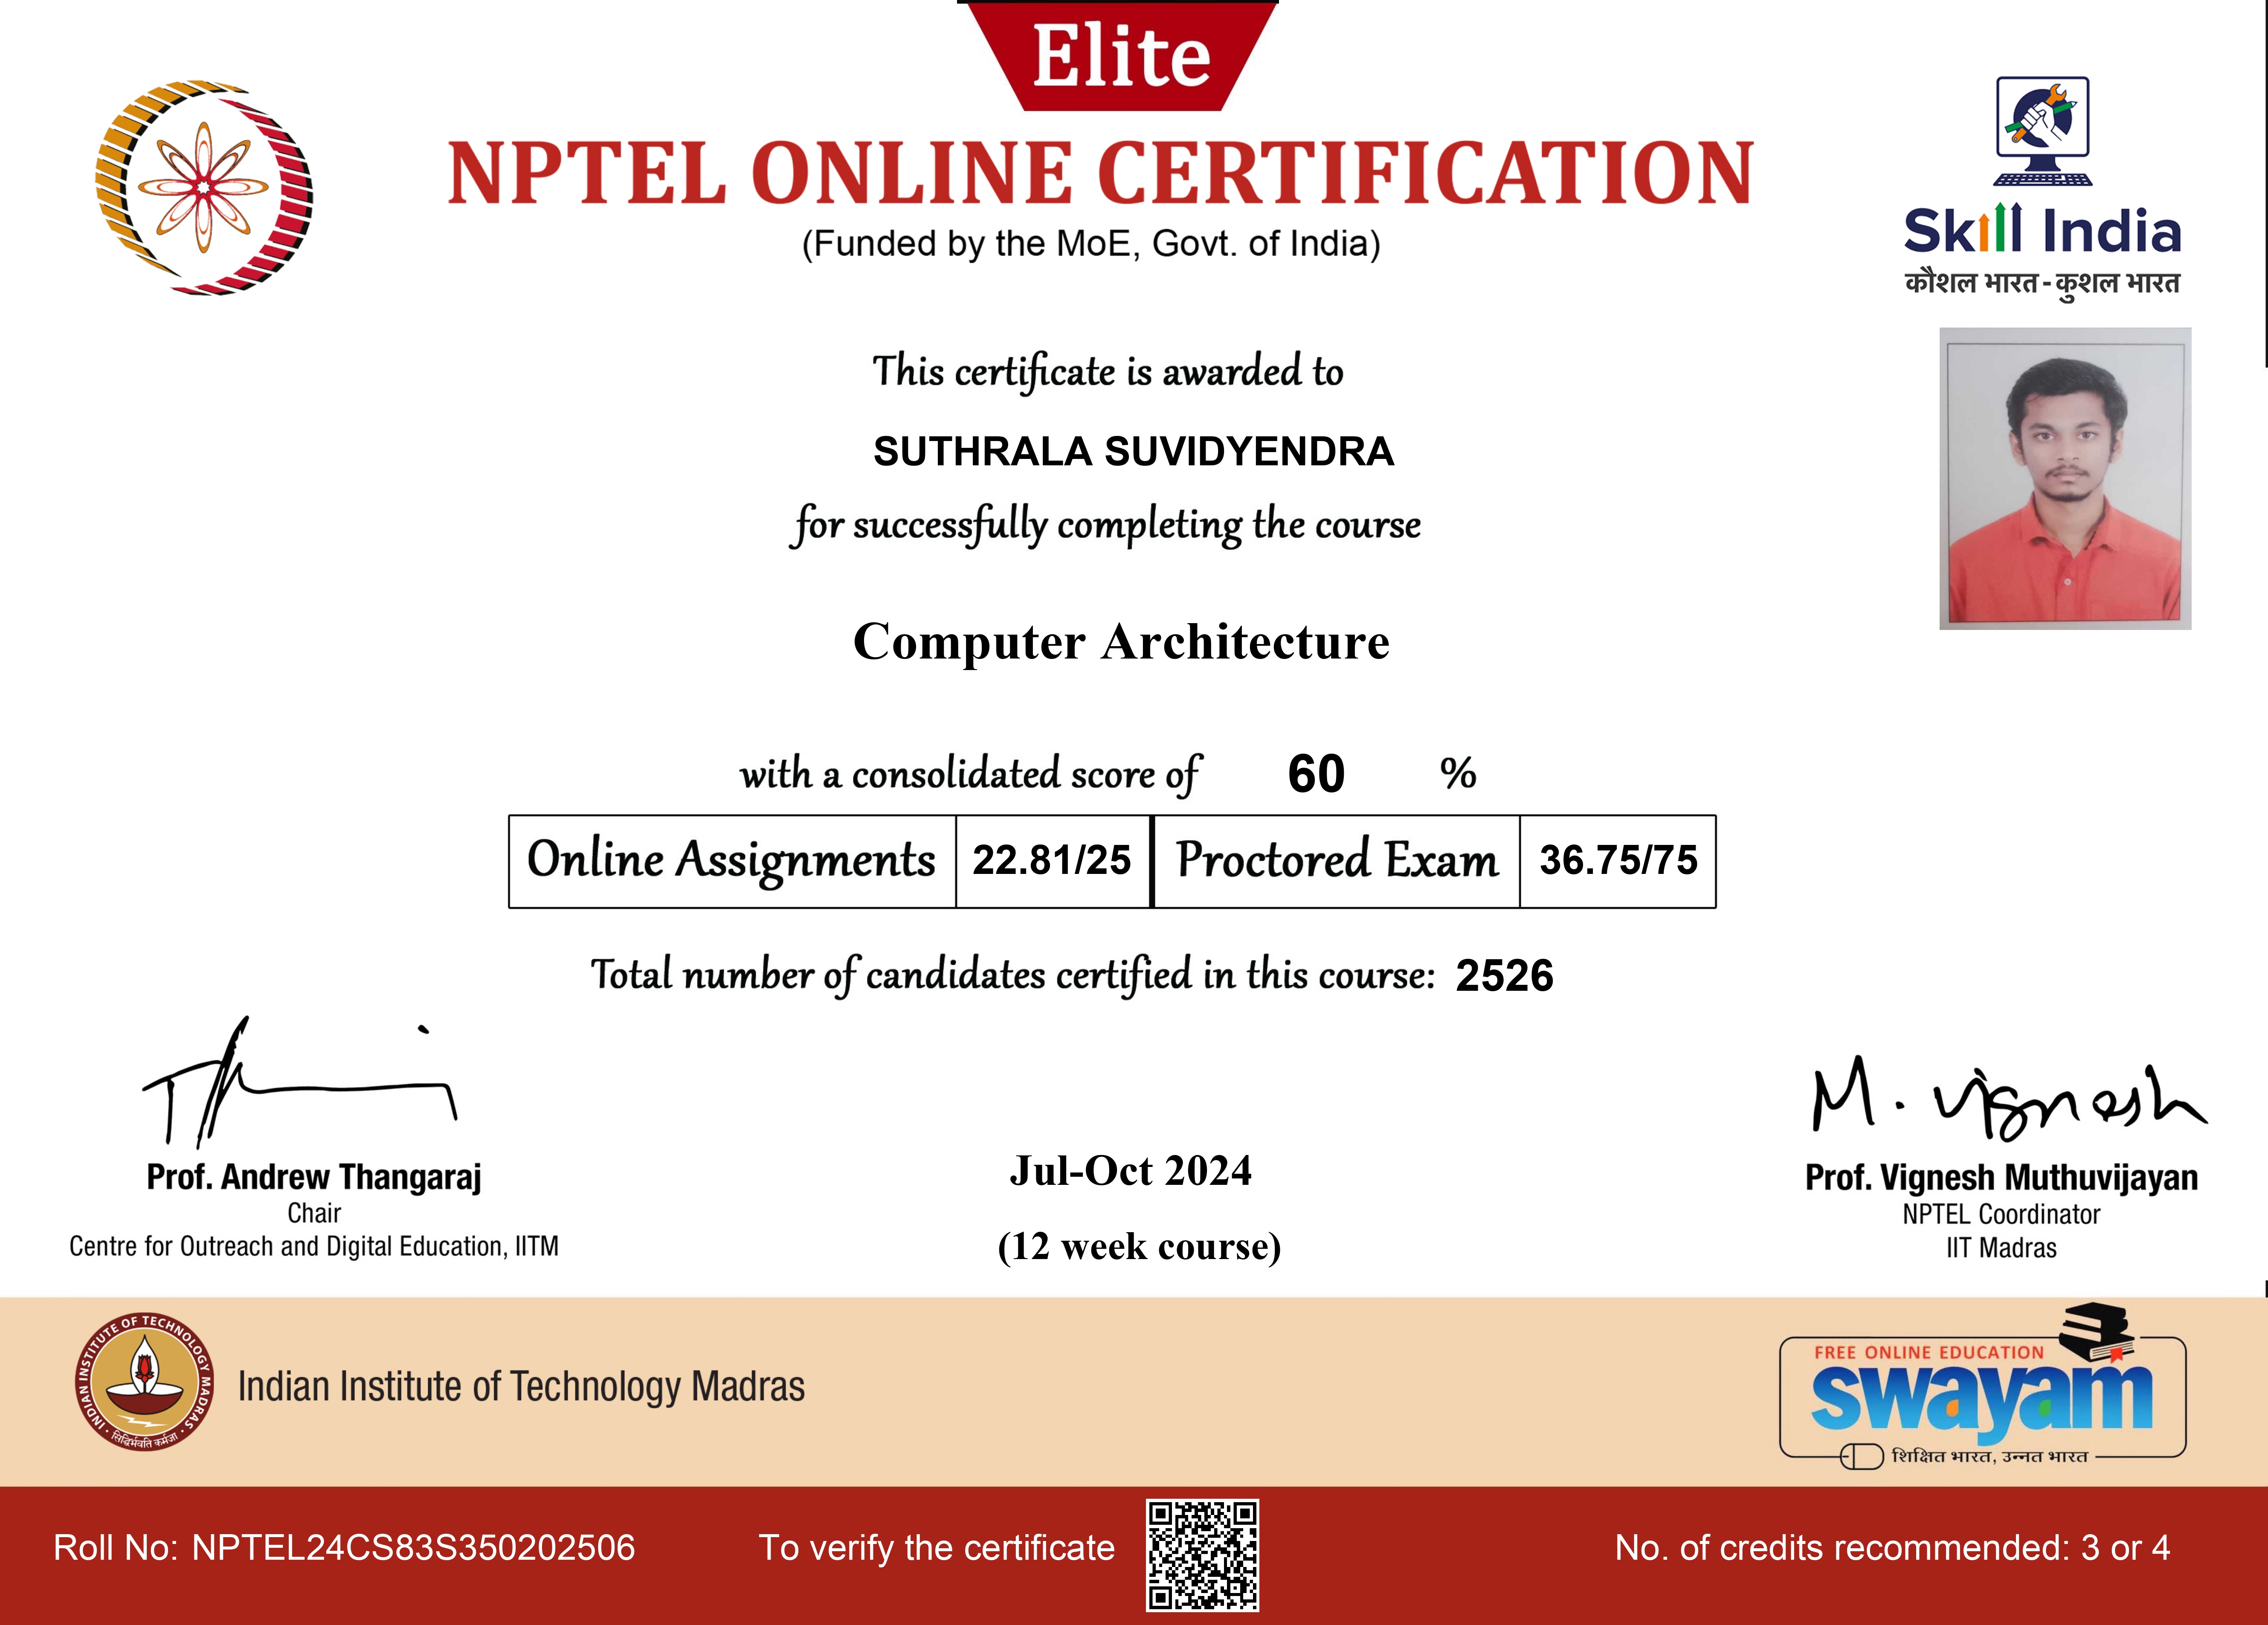 Elite
NPTEL ONLINE CERTIFICATION
(Funded by the MoE, Govt. of India)
Skill India
कौशल भारत - कुशल भारत
This certificate is awarded to
SUTHRALA SUVIDYENDRA
for successfully completing the course
Computer Architecture
with a consolidated score of 60 %
Online Assignments 22.81/25 Proctored Exam 36.75/75
Total number of candidates certified in this course: 2526
M. Vignesh
Prof. Andrew Thangaraj
Chair
Centre for Outreach and Digital Education, IITM
Jul-Oct 2024
(12 week course)
Prof. Vignesh Muthuvijayan
NPTEL Coordinator
IIT Madras
INDIAN INSTITUTE OF TECHNOLOGY MADRAS
सिद्धिर्भवति कर्मजा
Indian Institute of Technology Madras
FREE ONLINE EDUCATION
swayam
शिक्षित भारत, उन्नत भारत
Roll No: NPTEL24CS83S350202506
To verify the certificate
No. of credits recommended: 3 or 4